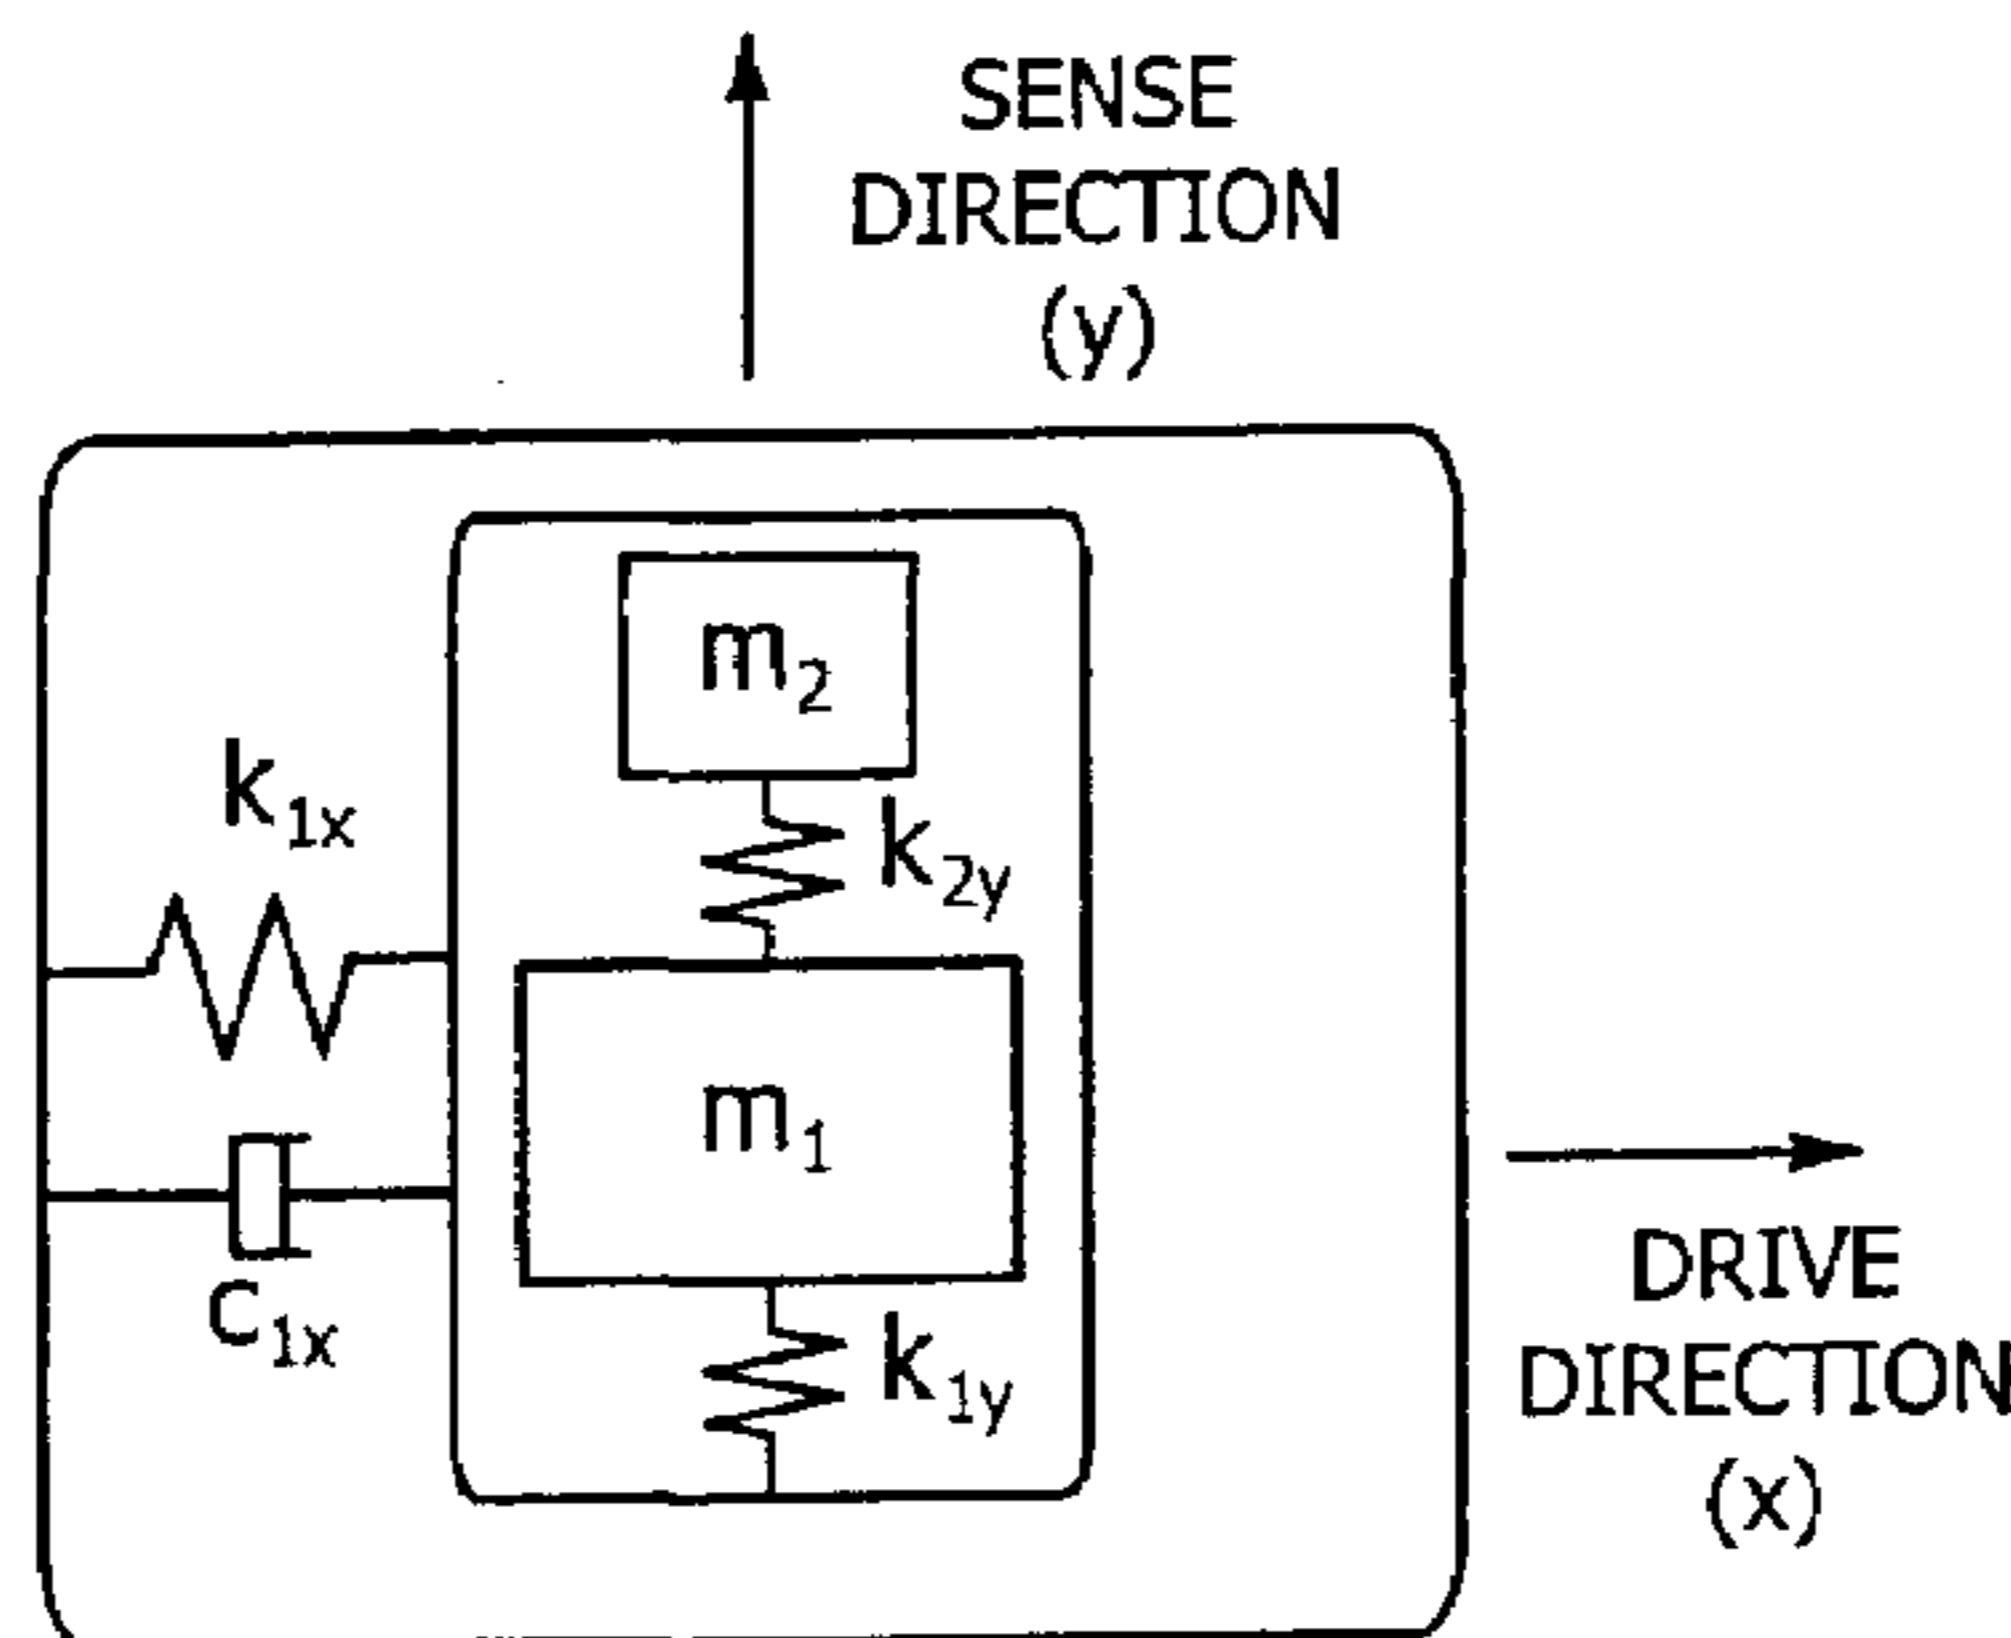 SENSE
DIRECTION
(y)
m2
k1x
k2y
m1
c1x
k1y
DRIVE
DIRECTION
(x)